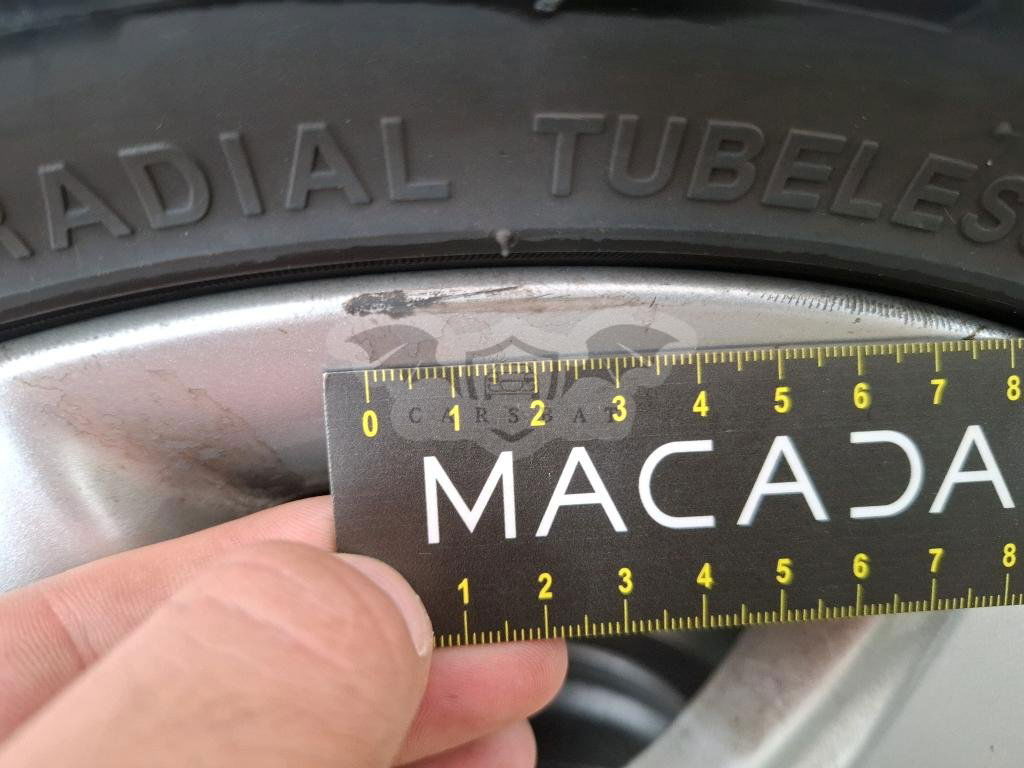 RADIAL TUBELESS
0 1 2 3 4 5 6 7 8
CARSBAT
MACADA
1 2 3 4 5 6 7 8